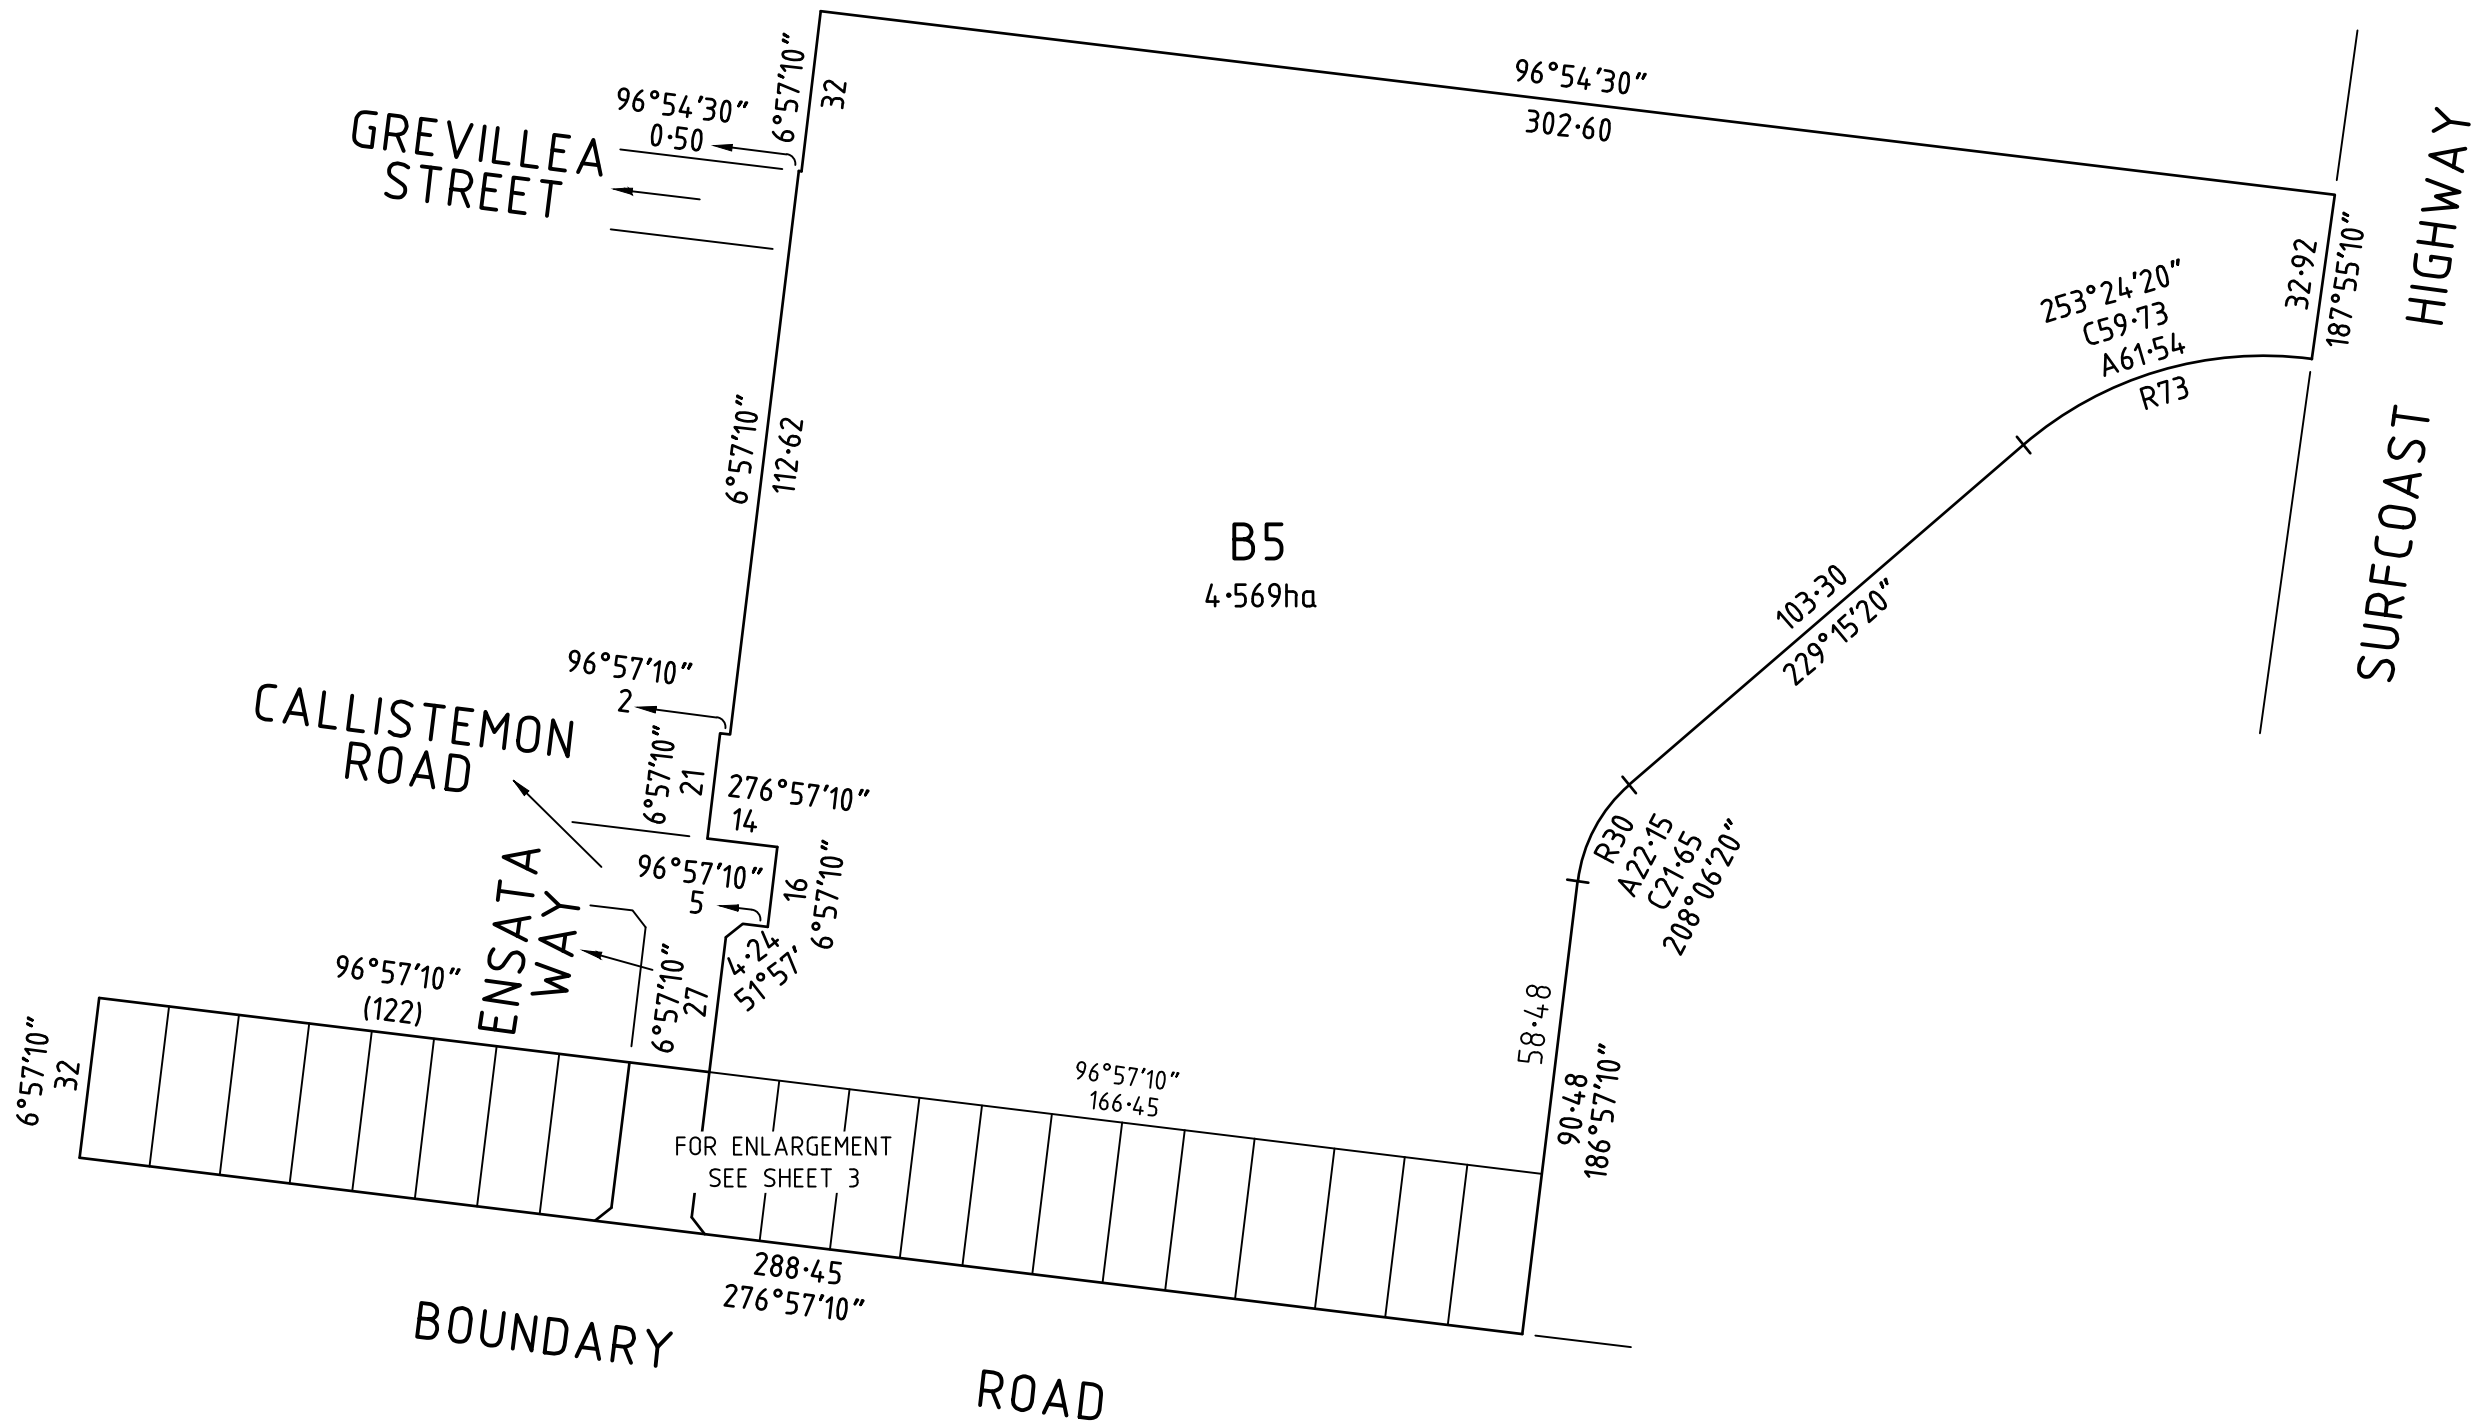 96°54'30"
302·60
6°57'10"
32
96°54'30"
0·50
GREVILLEA
STREET
HIGHWAY
SURFCOAST
32·92
187°55'10"
253°24'20"
C59·73
A61·54
R73
6°57'10"
112·62
B5
4·569ha
103·30
229°15'20"
96°57'10"
2
CALLISTEMON
ROAD
6°57'10"
21
276°57'10"
14
96°57'10"
5
16
6°57'10"
R30
A22·15
C21·65
208°06'20"
ENSATA
WAY
4·24
51°57'
6°57'10"
27
96°57'10"
(122)
6°57'10"
32
58·48
90·48
186°57'10"
96°57'10"
166·45
FOR ENLARGEMENT
SEE SHEET 3
288·45
276°57'10"
BOUNDARY
ROAD